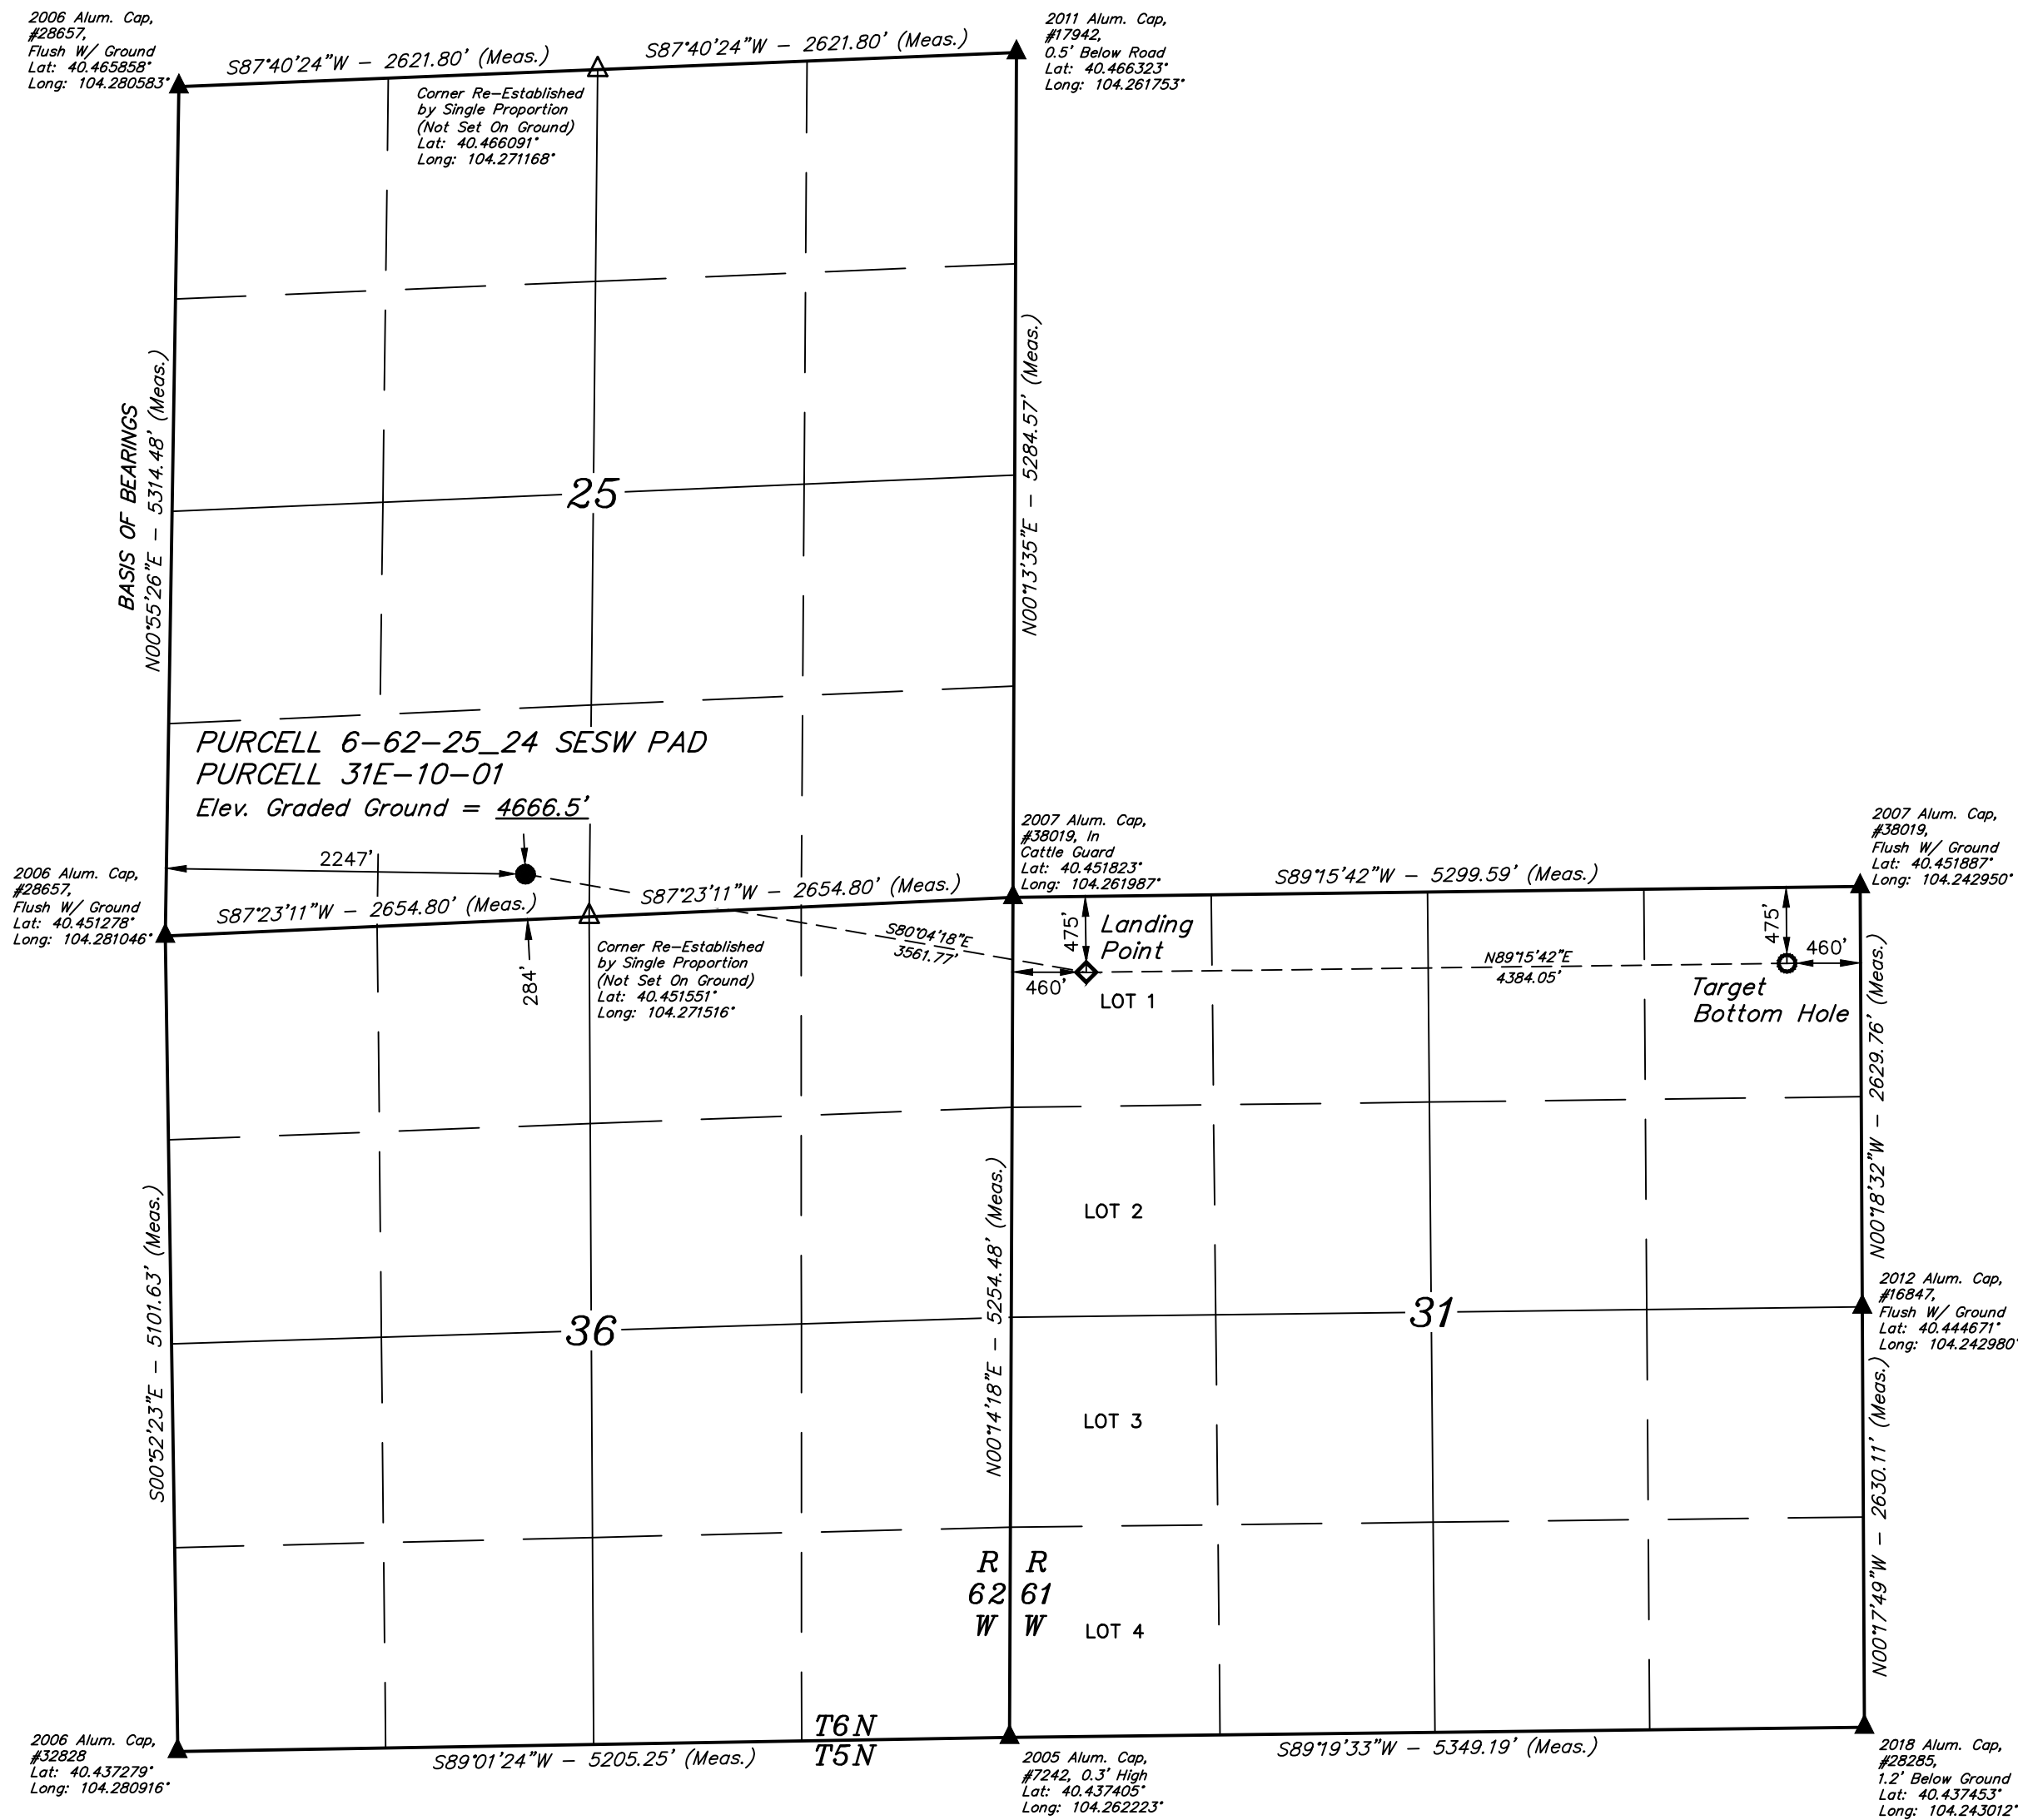 2006 Alum. Cap,
#28657,
Flush W/ Ground
Lat: 40.465858°
Long: 104.280583°
S87°40'24"W - 2621.80' (Meas.)
S87°40'24"W - 2621.80' (Meas.)
2011 Alum. Cap,
#17942,
0.5' Below Road
Lat: 40.466323°
Long: 104.261753°
Corner Re-Established
by Single Proportion
(Not Set On Ground)
Lat: 40.466091°
Long: 104.271168°
BASIS OF BEARINGS
N00°55'26"E - 5314.48' (Meas.)
25
N00°13'35"E - 5284.57' (Meas.)
PURCELL 6-62-25_24 SESW PAD
PURCELL 31E-10-01
Elev. Graded Ground = 4666.5'
2247'
2006 Alum. Cap,
#28657,
Flush W/ Ground
Lat: 40.451278°
Long: 104.281046°
S87°23'11"W - 2654.80' (Meas.)
S87°23'11"W - 2654.80' (Meas.)
284'
Corner Re-Established
by Single Proportion
(Not Set On Ground)
Lat: 40.451551°
Long: 104.271516°
2007 Alum. Cap,
#38019, In
Cattle Guard
Lat: 40.451823°
Long: 104.261987°
S89°15'42"W - 5299.59' (Meas.)
2007 Alum. Cap,
#38019,
Flush W/ Ground
Lat: 40.451887°
Long: 104.242950°
S80°04'18"E
3561.77'
475'
460'
Landing
Point
LOT 1
N89°15'42"E
4384.05'
475'
460'
Target
Bottom Hole
N00°18'32"W - 2629.76' (Meas.)
LOT 2
S00°52'23"E - 5101.63' (Meas.)
36
N00°14'18"E - 5254.48' (Meas.)
31
2012 Alum. Cap,
#16847,
Flush W/ Ground
Lat: 40.444671°
Long: 104.242980°
LOT 3
N00°17'49"W - 2630.11' (Meas.)
R R
62 61
W W
LOT 4
T6N
T5N
2006 Alum. Cap,
#32828
Lat: 40.437279°
Long: 104.280916°
S89°01'24"W - 5205.25' (Meas.)
2005 Alum. Cap,
#7242, 0.3' High
Lat: 40.437405°
Long: 104.262223°
S89°19'33"W - 5349.19' (Meas.)
2018 Alum. Cap,
#28285,
1.2' Below Ground
Lat: 40.437453°
Long: 104.243012°